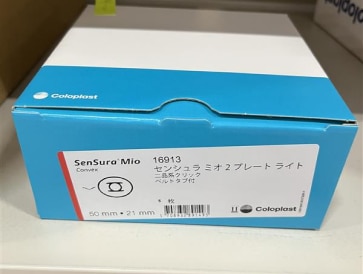 Coloplast
SenSura® Mio
Convex
16913
センシュラ ミオ 2 プレート ライト
二品系クリック
ベルトタブ付
50 mm • 21 mm
枚
Coloplast